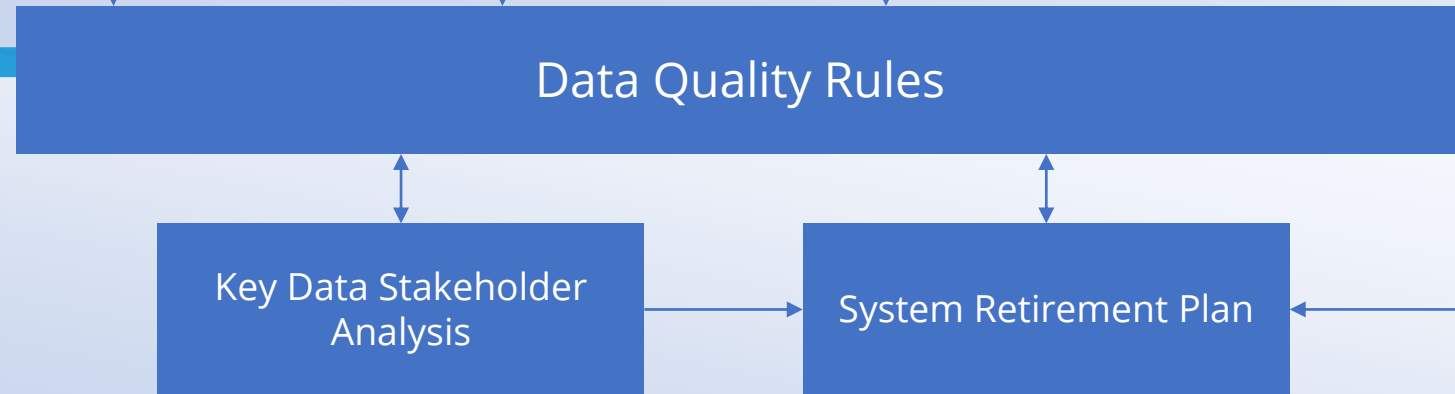 Data Quality Rules
Key Data Stakeholder
Analysis
System Retirement Plan